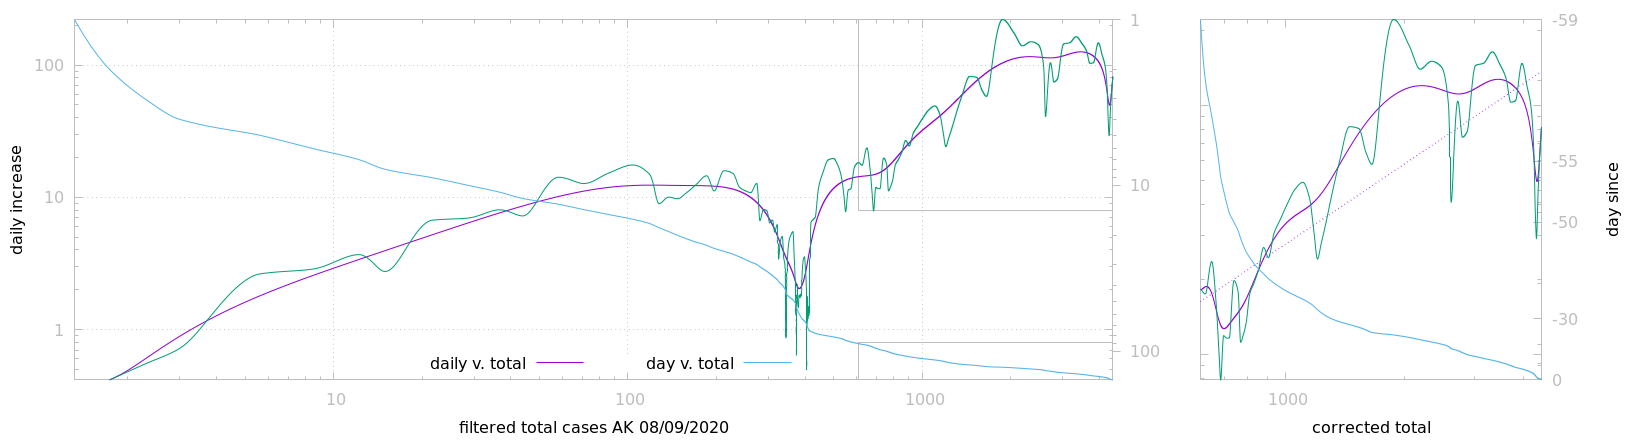 100
10
1
daily increase
10
100
1000
filtered total cases AK 08/09/2020
daily v. total
day v. total
1
10
100
1000
corrected total
-59
-55
-50
-30
0
day since